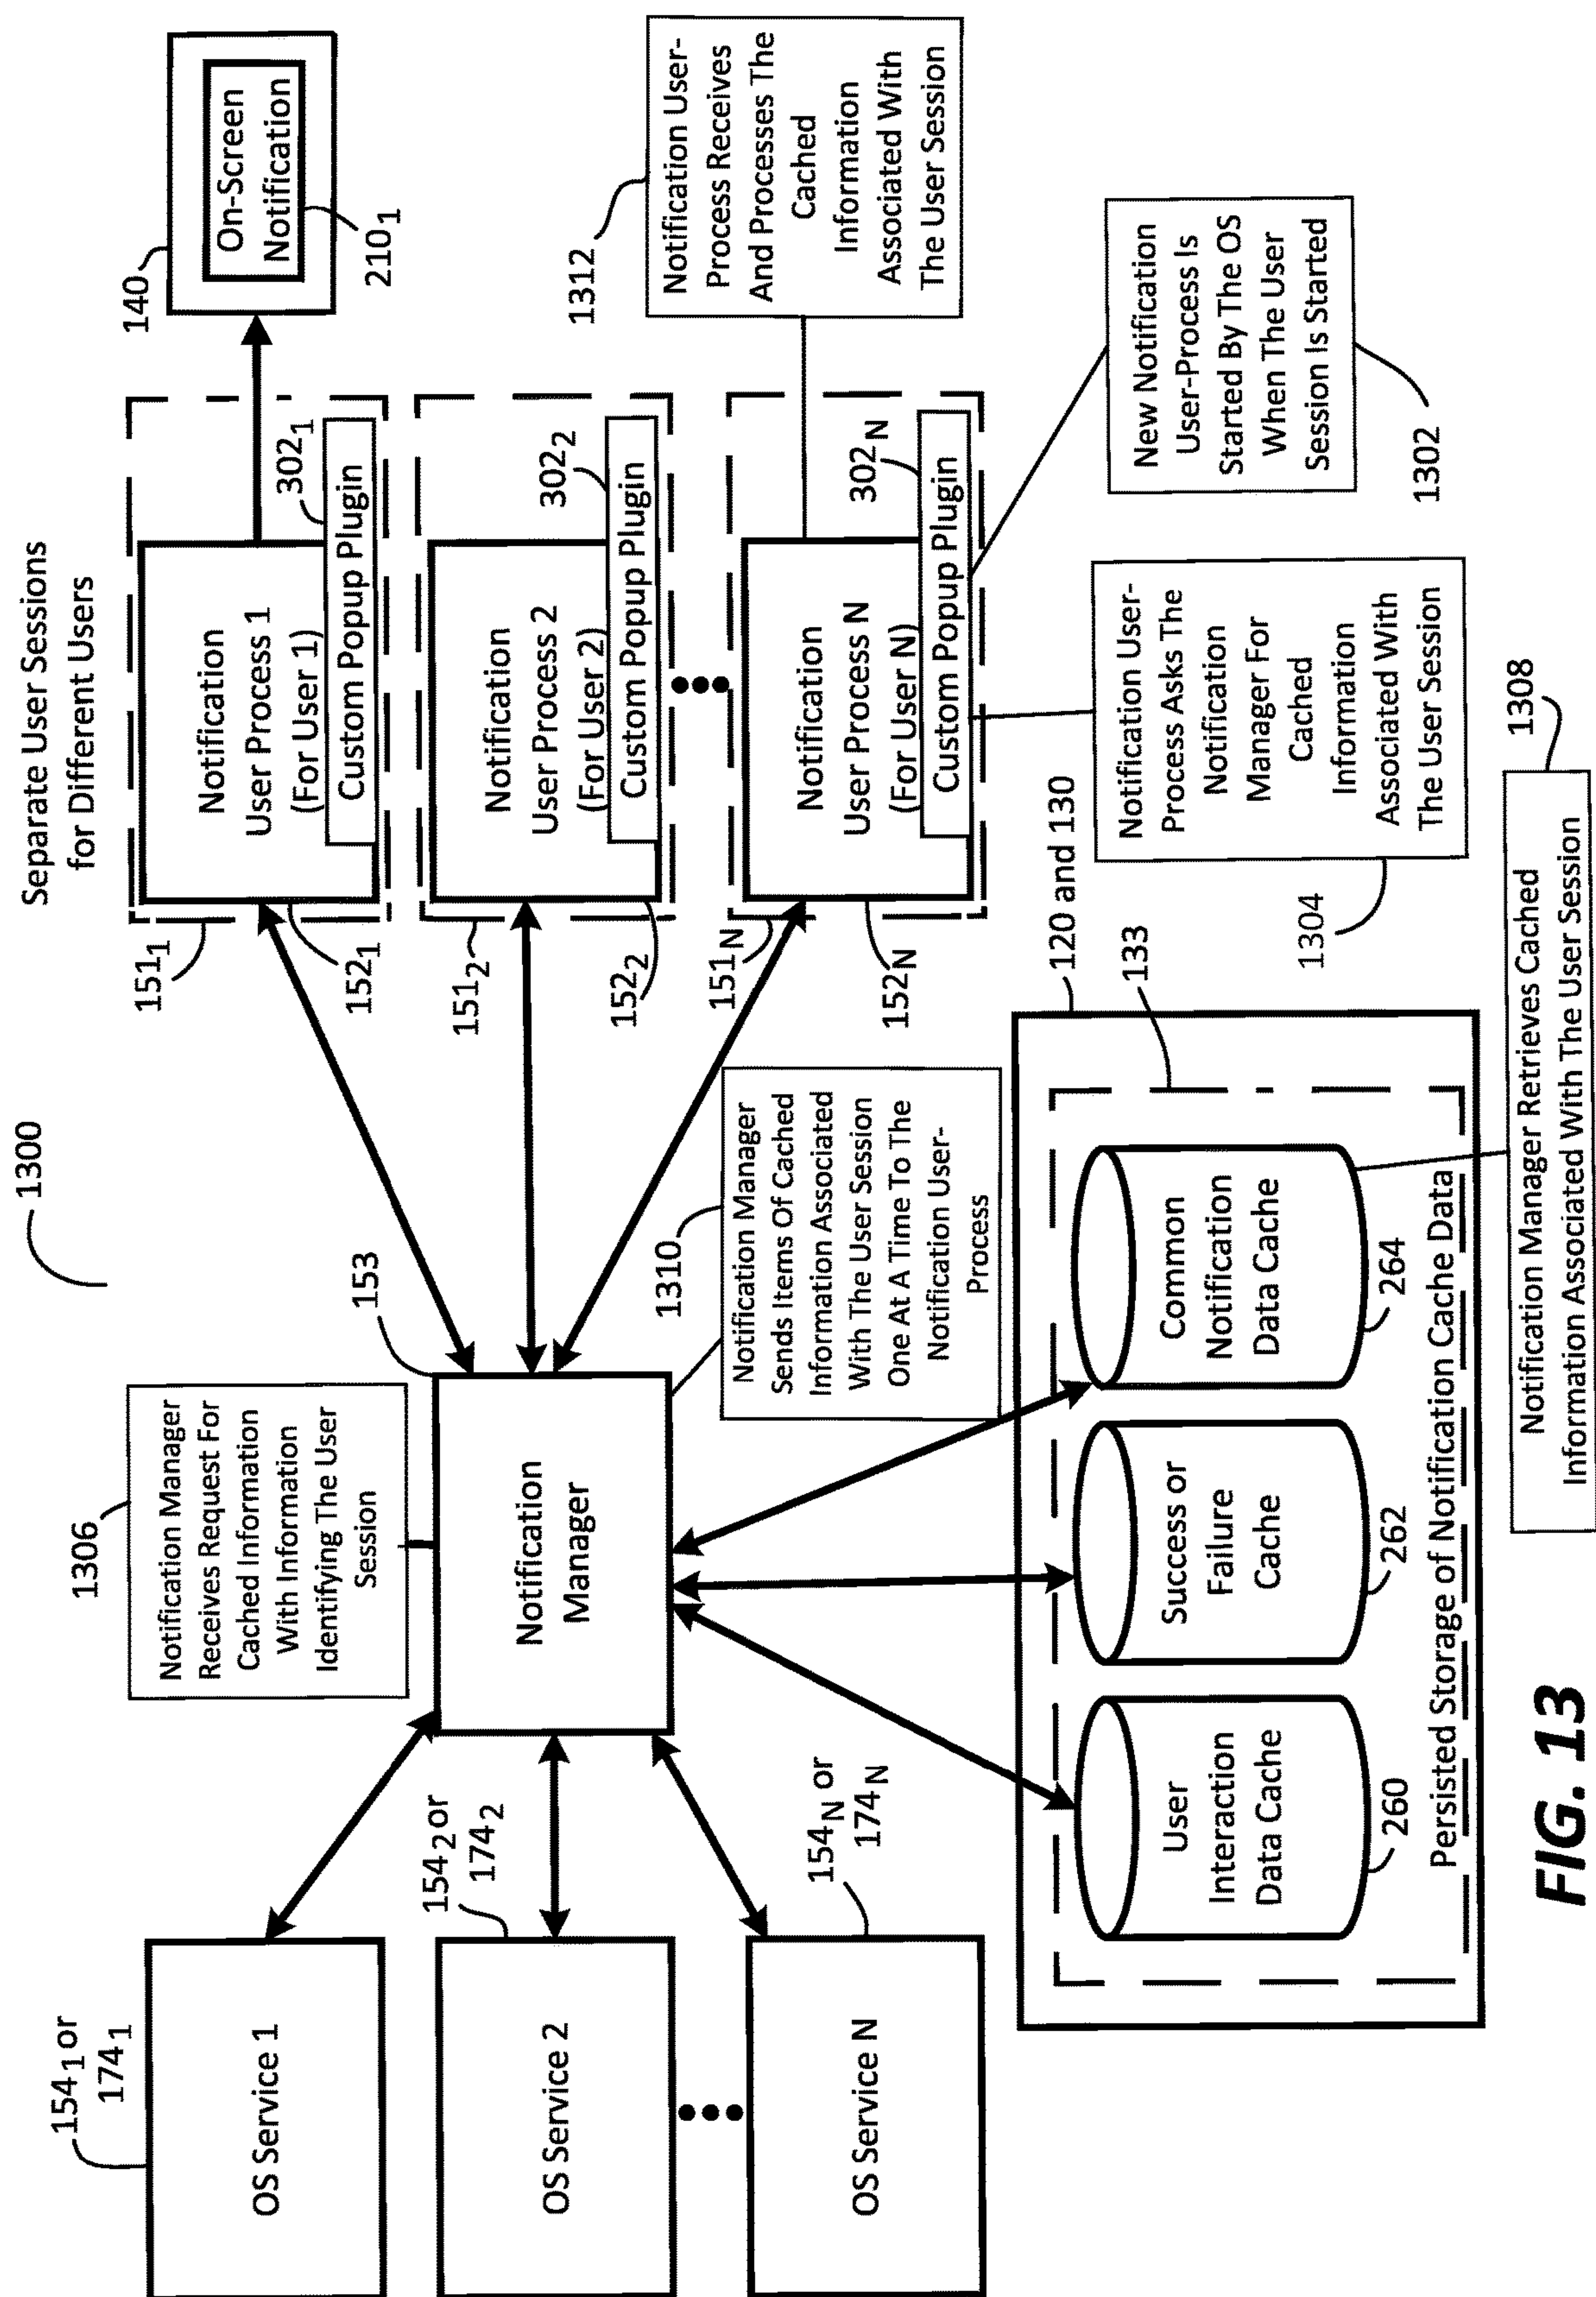 1300
Separate User Sessions
for Different Users
154₁ or
174₁
OS Service 1
154₂ or
174₂
OS Service 2
154N or
174N
OS Service N
1306
Notification Manager
Receives Request For
Cached Information
With Information
Identifying The User
Session
153
Notification
Manager
1310
Notification Manager
Sends Items Of Cached
Information Associated
With The User Session
One At A Time To The
Notification User-
Process
151₁
152₁
Notification
User Process 1
(For User 1)
302₁
Custom Popup Plugin
151₂
152₂
Notification
User Process 2
(For User 2)
302₂
Custom Popup Plugin
151N
152N
Notification
User Process N
(For User N)
302N
Custom Popup Plugin
140
On-Screen
Notification
210₁
1312
Notification User-
Process Receives
And Processes The
Cached
Information
Associated With
The User Session
New Notification
User-Process Is
Started By The OS
When The User
Session Is Started
1302
Notification User-
Process Asks The
Notification
Manager For
Cached
Information
Associated With
The User Session
1304
120 and 130
133
User
Interaction
Data Cache
260
Success or
Failure
Cache
262
Common
Notification
Data Cache
264
Persisted Storage of Notification Cache Data
1308
Notification Manager Retrieves Cached
Information Associated With The User Session
FIG. 13